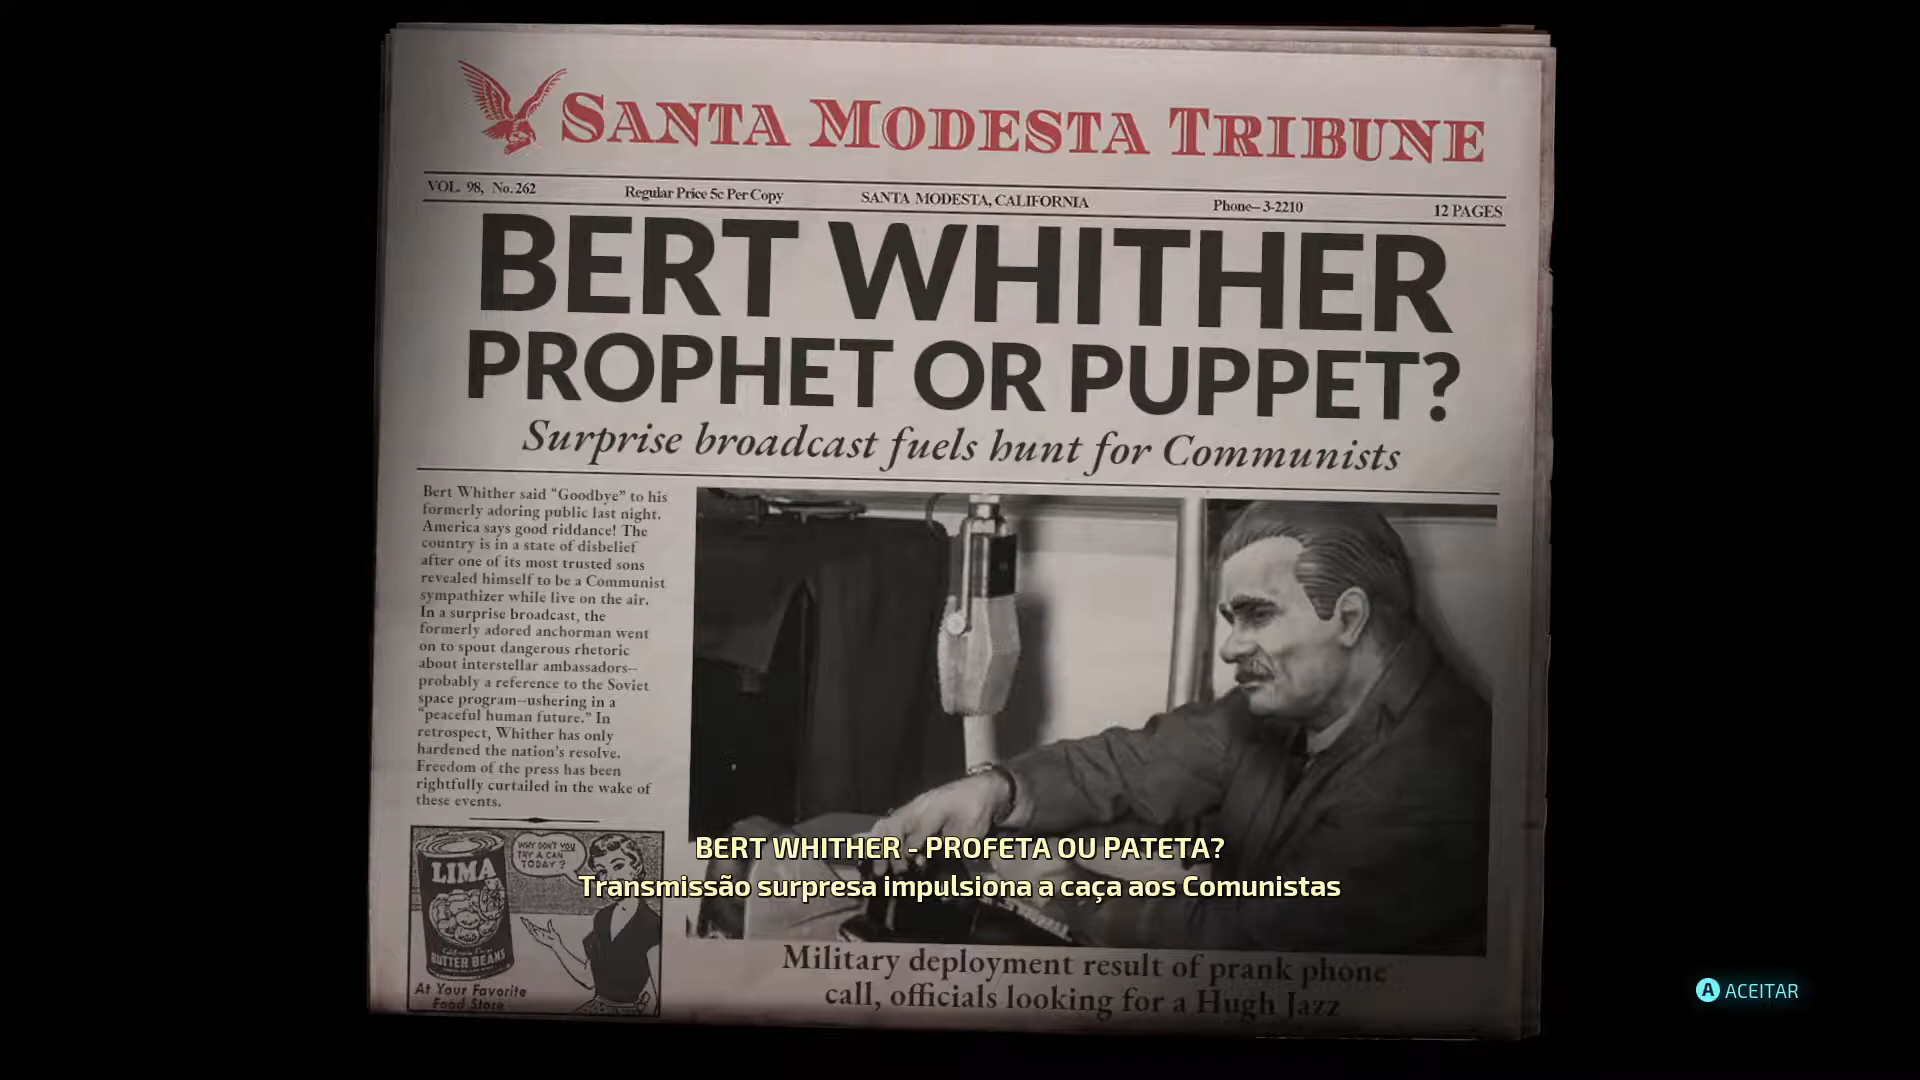 SANTA MODESTA TRIBUNE
VOL. 98, No. 262
Regular Price 5c Per Copy
SANTA MODESTA, CALIFORNIA
Phone–3-2210
12 PAGES
BERT WHITHER
PROPHET OR PUPPET?
Surprise broadcast fuels hunt for Communists
Bert Whither said “Goodbye” to his
formerly adoring public last night.
America says good riddance! The
country is in a state of disbelief
after one of its most trusted sons
revealed himself to be a Communist
sympathizer while live on the air.
In a surprise broadcast, the
formerly adored anchorman went
on to spout dangerous rhetoric
about interstellar ambassadors--
probably a reference to the Soviet
space program--ushering in a
“peaceful human future.” In
retrospect, Whither has only
hardened the nation’s resolve.
Freedom of the press has been
rightfully curtailed in the wake of
these events.
WHY DON'T YOU
TRY A CAN
TODAY?
LIMA
BUTTER BEANS
At Your Favorite
Food Store
BERT WHITHER - PROFETA OU PATETA?
Transmissão surpresa impulsiona a caça aos Comunistas
Military deployment result of prank phone
call, officials looking for a Hugh Jazz
A ACEITAR